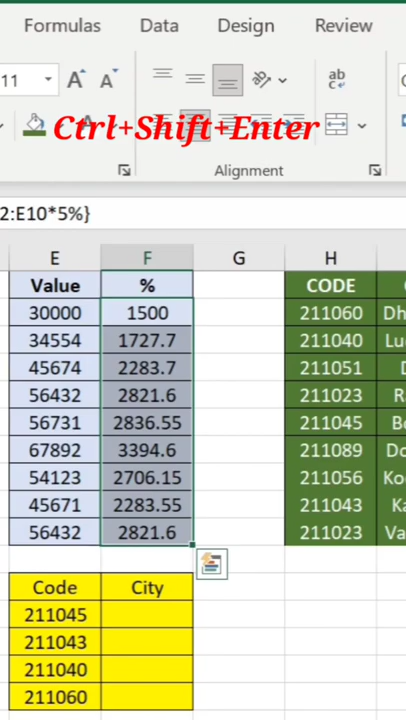 Formulas Data Design Review
11 A A ab
Ctrl+Shift+Enter
Alignment
2:E10*5%}
E F G H
Value % CODE
30000 1500 211060 Dh
34554 1727.7 211040 Lu
45674 2283.7 211051 D
56432 2821.6 211023 R
56731 2836.55 211045 B
67892 3394.6 211089 Do
54123 2706.15 211056 Ko
45671 2283.55 211043 Ka
56432 2821.6 211023 Va
Code City
211045
211043
211040
211060